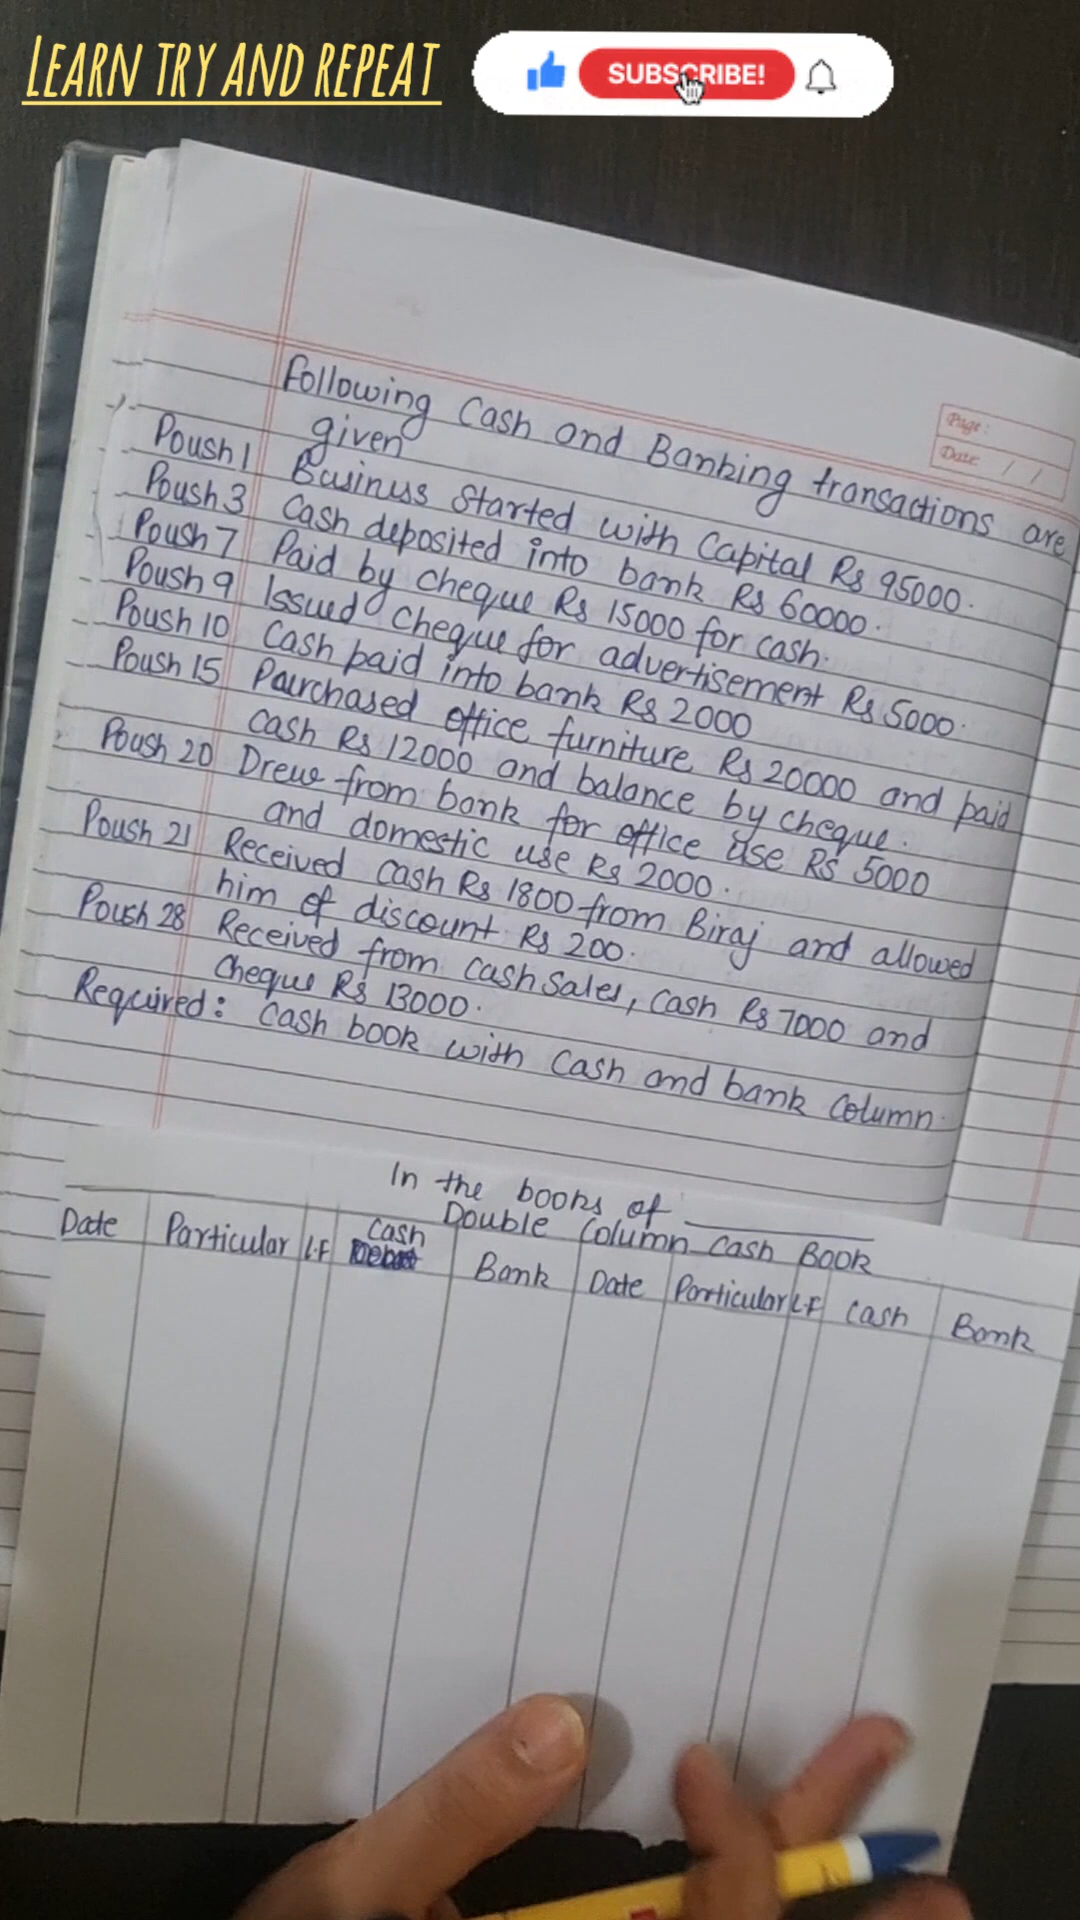 LEARN TRY AND REPEAT
SUBSCRIBE!
Page:
Date: / /
Following Cash and Banking transactions are
given
Poush 1 Business Started with Capital Rs 95000.
Poush 3 Cash deposited into bank Rs 60000.
Poush 7 Paid by cheque Rs 15000 for cash.
Poush 9 Issued cheque for advertisement Rs 5000.
Poush 10 Cash paid into bank Rs 2000
Poush 15 Purchased office furniture Rs 20000 and paid
cash Rs 12000 and balance by cheque.
Poush 20 Drew from bank for office use Rs 5000
and domestic use Rs 2000.
Poush 21 Received cash Rs 1800 from Biraj and allowed
him of discount Rs 200.
Poush 28 Received from cash sales, cash Rs 7000 and
cheque Rs 13000.
Required: Cash book with Cash and bank Column.
In the books of
Double Column Cash Book
Date Particular L.F Cash Bank Date Particular L.F Cash Bank